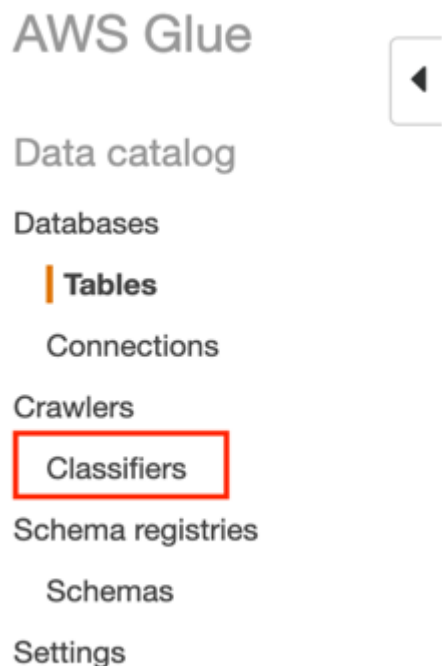 AWS Glue
Data catalog
Databases
Tables
Connections
Crawlers
Classifiers
Schema registries
Schemas
Settings